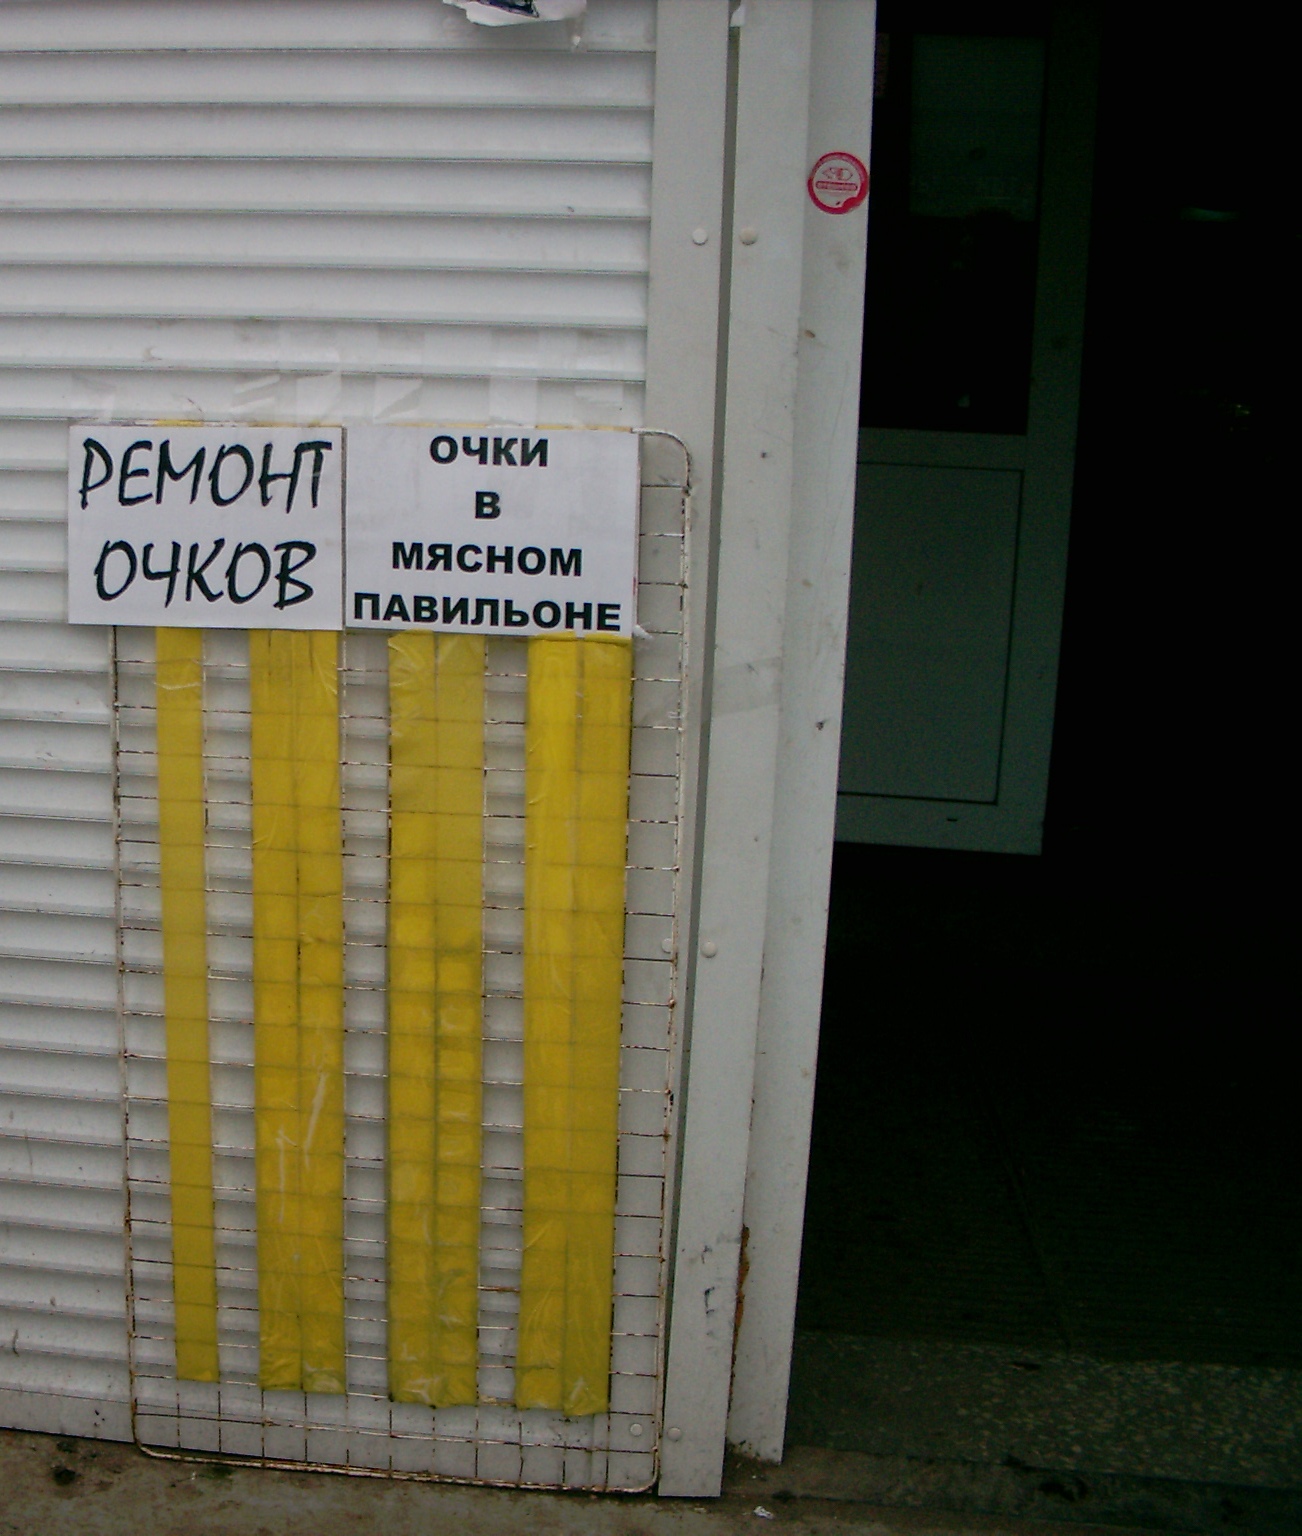 РЕМОНТ
ОЧКОВ
ОЧКИ
В
МЯСНОМ
ПАВИЛЬОНЕ